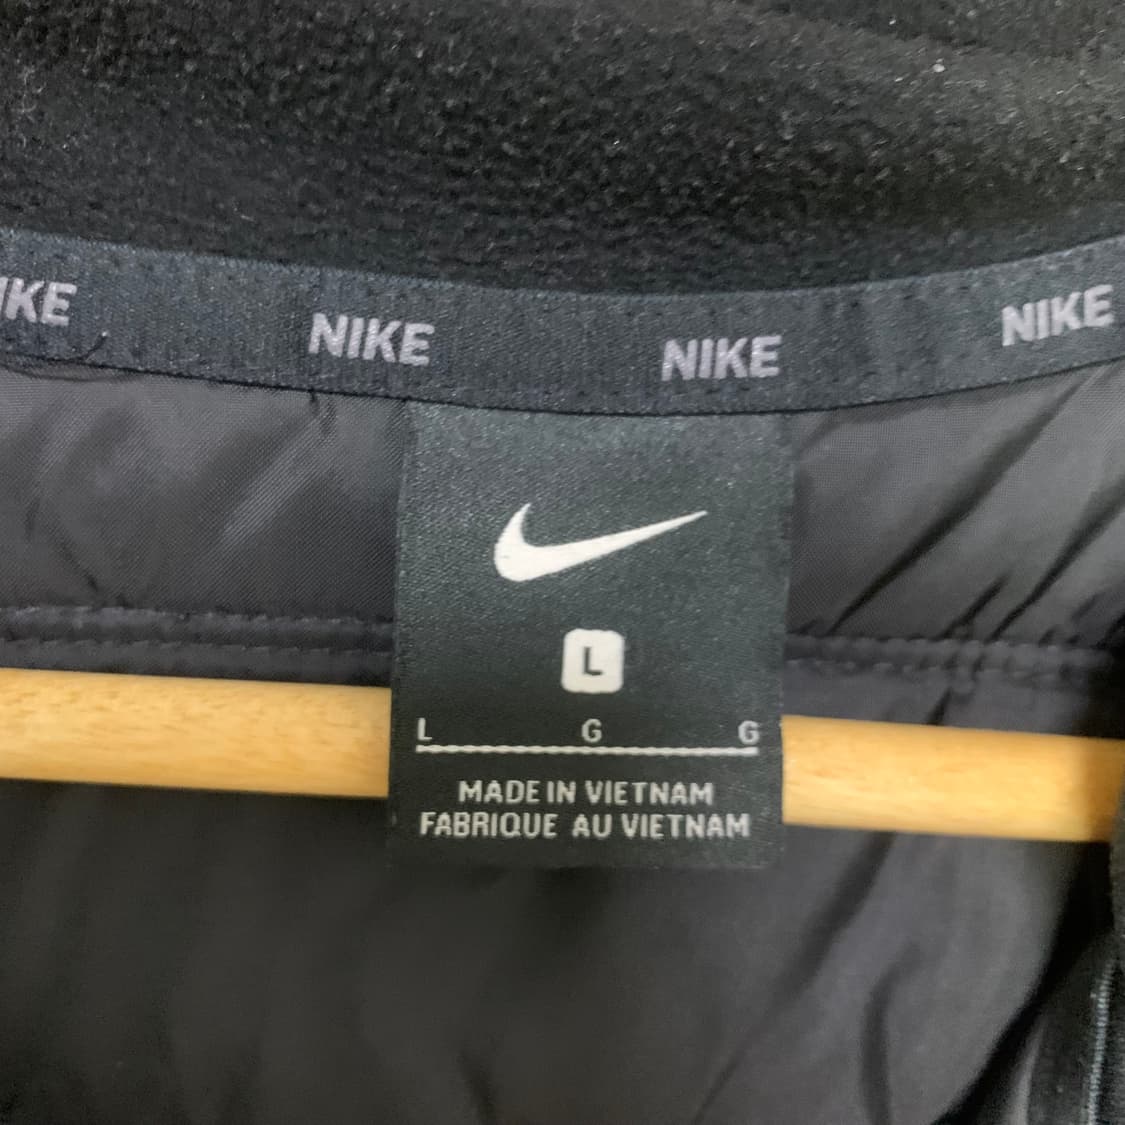 IKE NIKE NIKE NIKE
L
L G G
MADE IN VIETNAM
FABRIQUE AU VIETNAM